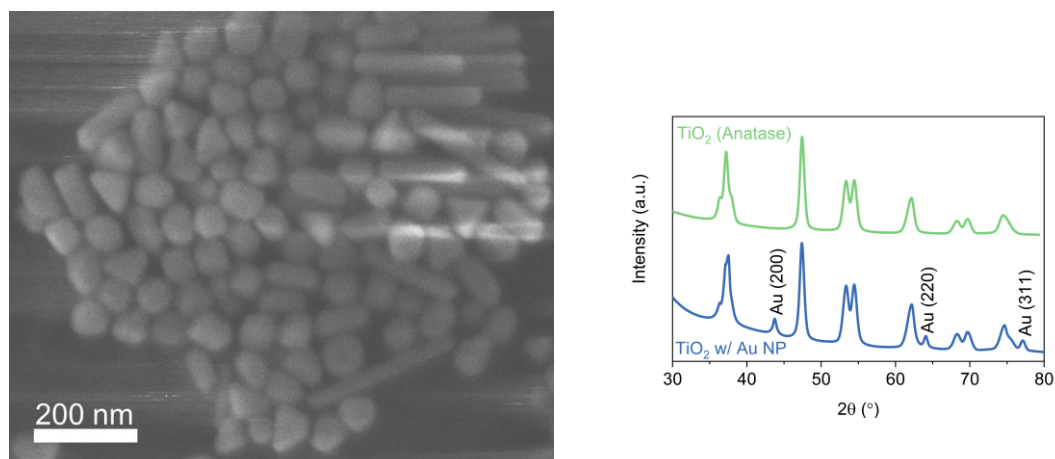 200 nm
TiO₂ (Anatase)
Au (200)
Au (220)
Au (311)
TiO₂ w/ Au NP
Intensity (a.u.)
30 40 50 60 70 80
2θ (°)